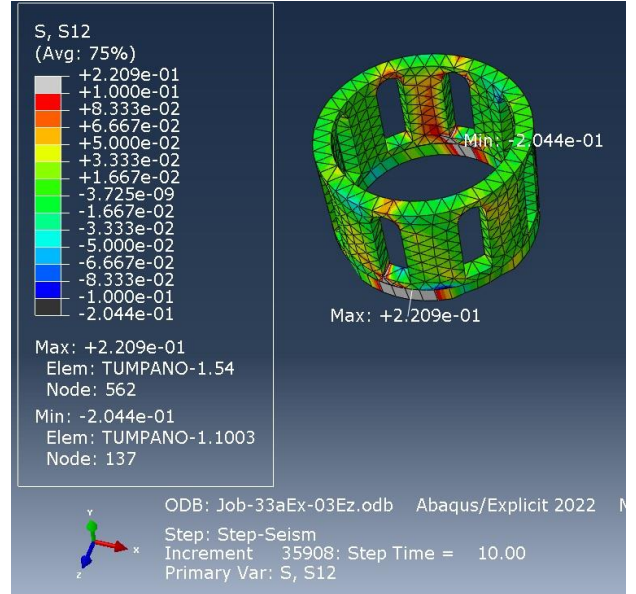 S, S12
(Avg: 75%)
+2.209e-01
+1.000e-01
+8.333e-02
+6.667e-02
+5.000e-02
+3.333e-02
+1.667e-02
-3.725e-09
-1.667e-02
-3.333e-02
-5.000e-02
-6.667e-02
-8.333e-02
-1.000e-01
-2.044e-01
Max: +2.209e-01
Elem: TUMPANO-1.54
Node: 562
Min: -2.044e-01
Elem: TUMPANO-1.1003
Node: 137
Min: -2.044e-01
Max: +2.209e-01
Y
X
Z
ODB: Job-33aEx-03Ez.odb Abaqus/Explicit 2022
Step: Step-Seism
Increment 35908: Step Time = 10.00
Primary Var: S, S12